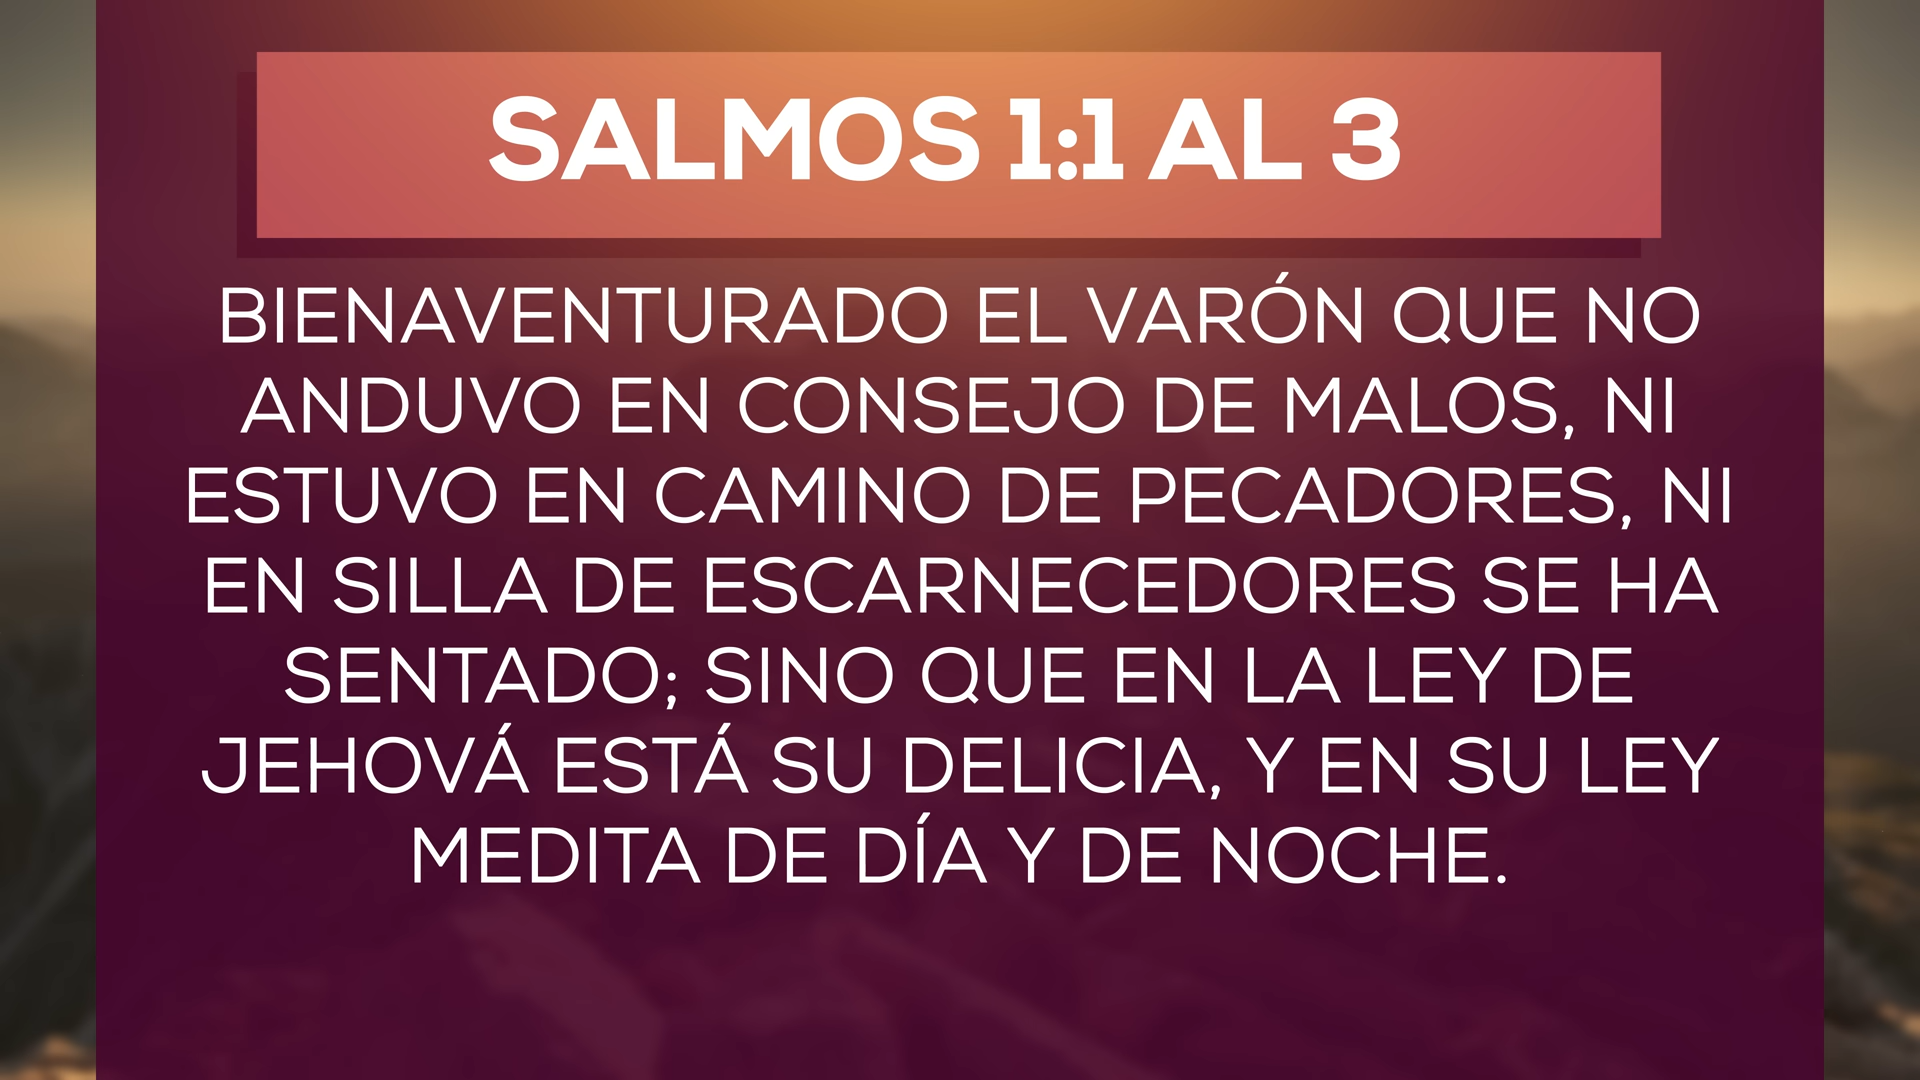 SALMOS 1:1 AL 3
BIENAVENTURADO EL VARÓN QUE NO
ANDUVO EN CONSEJO DE MALOS, NI
ESTUVO EN CAMINO DE PECADORES, NI
EN SILLA DE ESCARNECEDORES SE HA
SENTADO; SINO QUE EN LA LEY DE
JEHOVÁ ESTÁ SU DELICIA, Y EN SU LEY
MEDITA DE DÍA Y DE NOCHE.